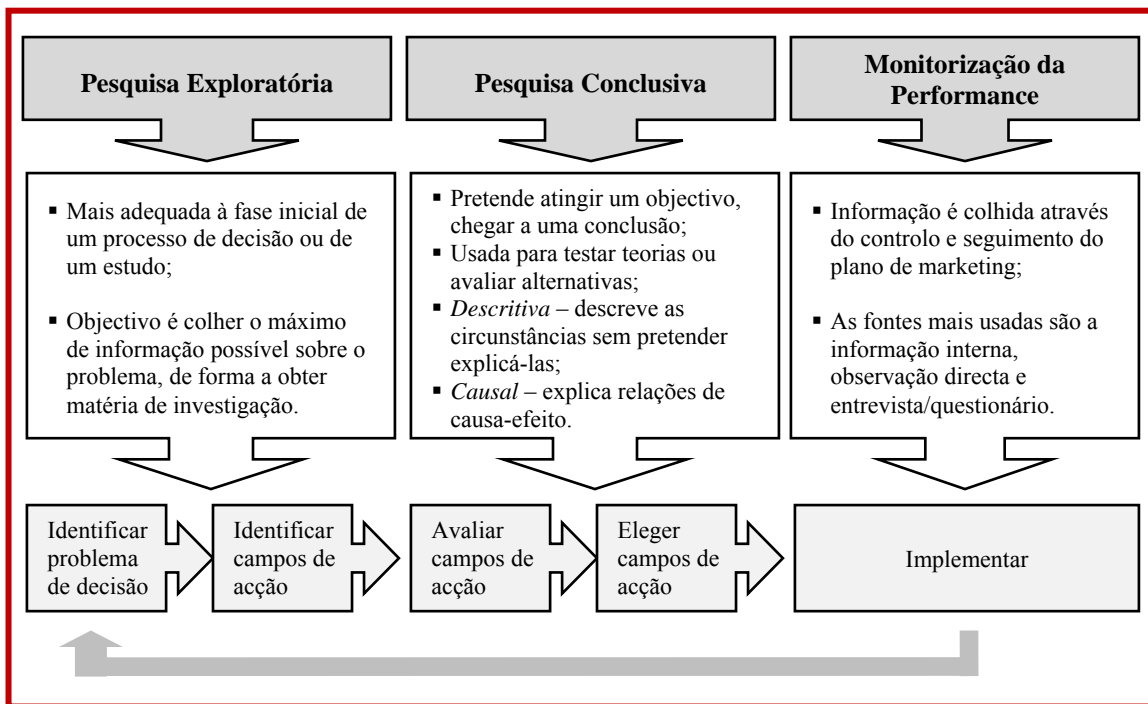 Pesquisa Exploratória
Pesquisa Conclusiva
Monitorização da
Performance
▪ Mais adequada à fase inicial de
um processo de decisão ou de
um estudo;
▪ Objectivo é colher o máximo
de informação possível sobre o
problema, de forma a obter
matéria de investigação.
▪ Pretende atingir um objectivo,
chegar a uma conclusão;
▪ Usada para testar teorias ou
avaliar alternativas;
▪ Descritiva – descreve as
circunstâncias sem pretender
explicá-las;
▪ Causal – explica relações de
causa-efeito.
▪ Informação é colhida através
do controlo e seguimento do
plano de marketing;
▪ As fontes mais usadas são a
informação interna,
observação directa e
entrevista/questionário.
Identificar
problema
de decisão
Identificar
campos de
acção
Avaliar
campos de
acção
Eleger
campos de
acção
Implementar